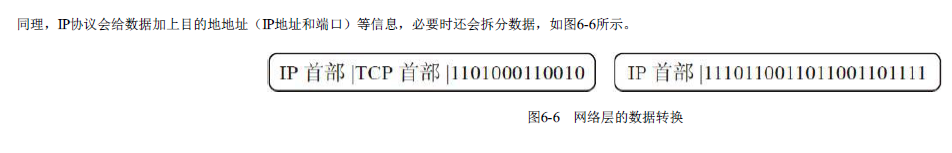 同理，IP协议会给数据加上目的地地址（IP地址和端口）等信息，必要时还会拆分数据，如图6-6所示。
IP 首部 |TCP 首部 |1101000110010
IP 首部 |1110110011011001101111
图6-6 网络层的数据转换